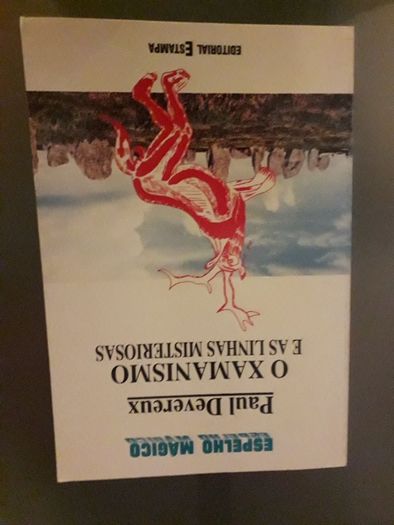 ESPELHO MÁGICO
Paul Devereux
O XAMANISMO
E AS LINHAS MISTERIOSAS
EDITORIAL ESTAMPA